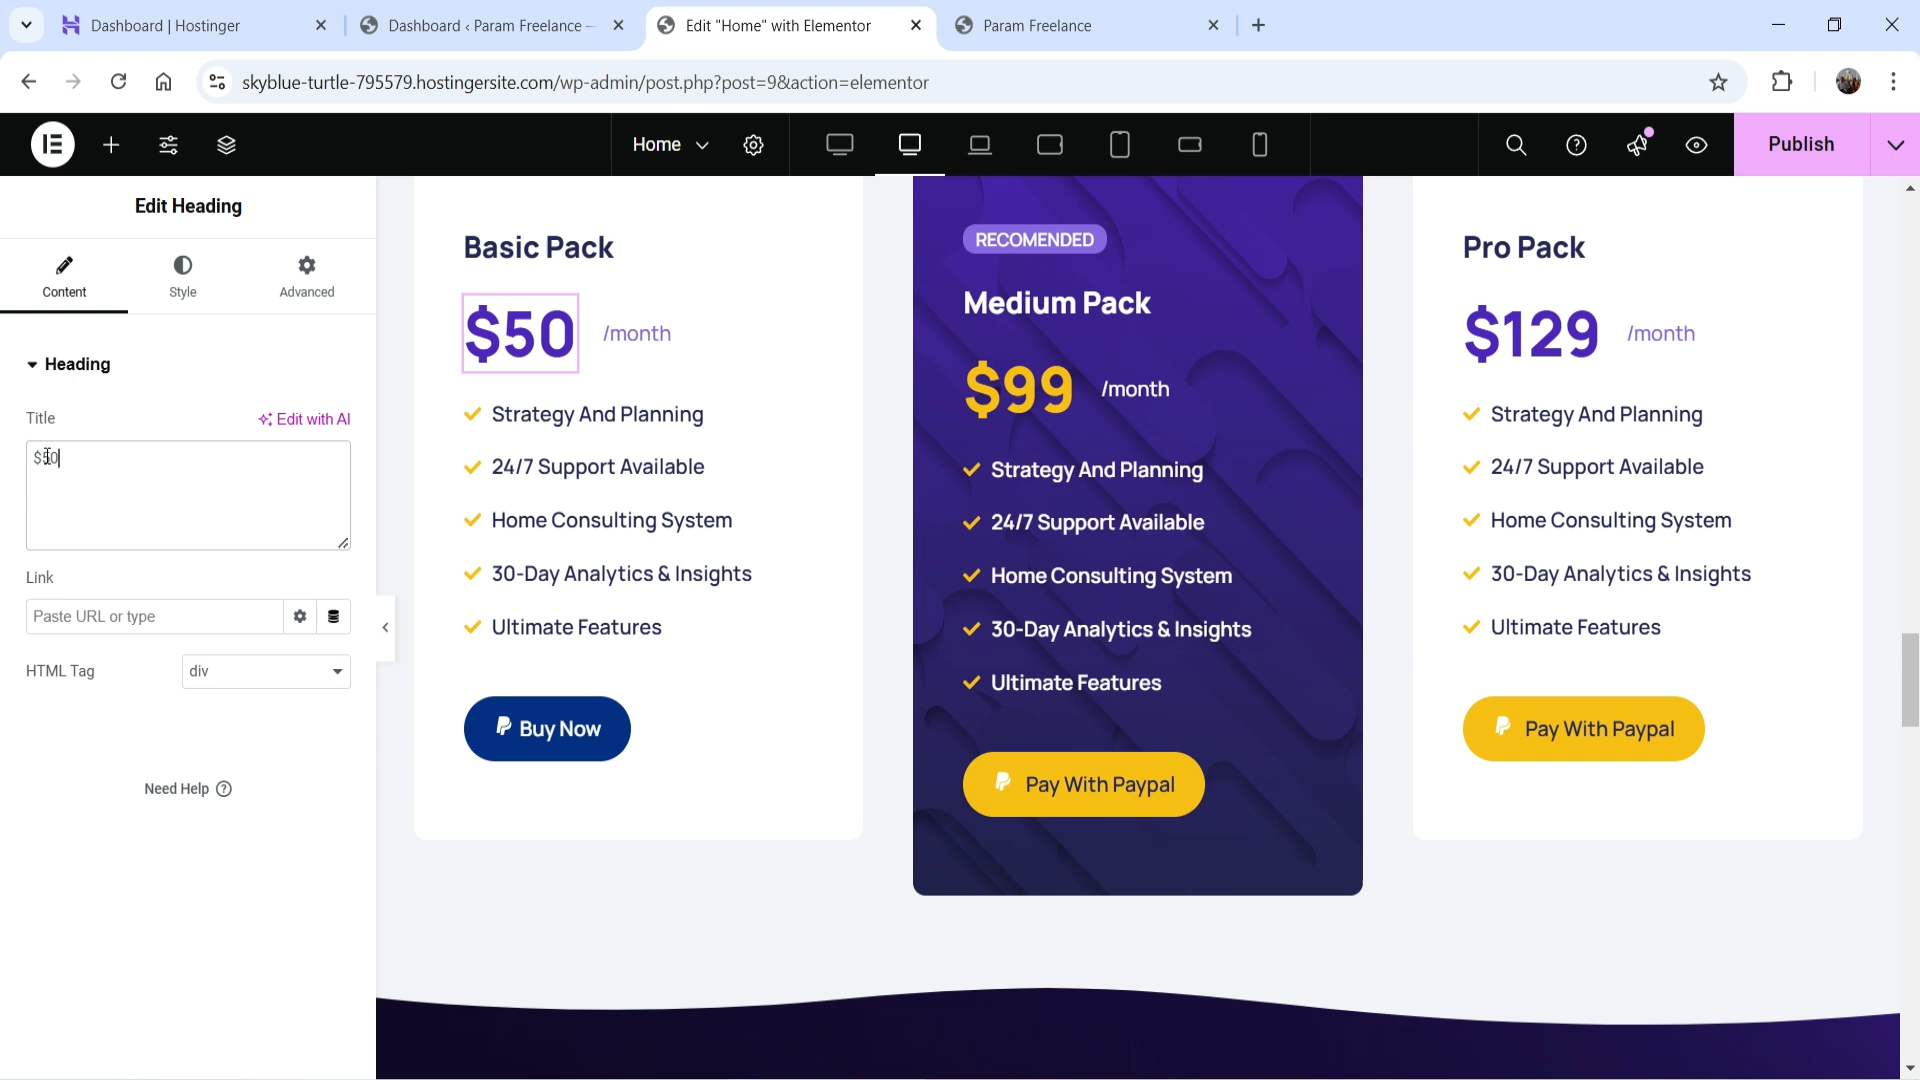 Dashboard | Hostinger
Dashboard ‹ Param Freelance –
Edit "Home" with Elementor
Param Freelance
skyblue-turtle-795579.hostingersite.com/wp-admin/post.php?post=9&action=elementor
Home
Publish
Edit Heading
Content
Style
Advanced
Heading
Title
Edit with AI
$50
Link
Paste URL or type
HTML Tag
div
Need Help
Basic Pack
$50
/month
Strategy And Planning
24/7 Support Available
Home Consulting System
30-Day Analytics & Insights
Ultimate Features
Buy Now
RECOMENDED
Medium Pack
$99
/month
Strategy And Planning
24/7 Support Available
Home Consulting System
30-Day Analytics & Insights
Ultimate Features
Pay With Paypal
Pro Pack
$129
/month
Strategy And Planning
24/7 Support Available
Home Consulting System
30-Day Analytics & Insights
Ultimate Features
Pay With Paypal